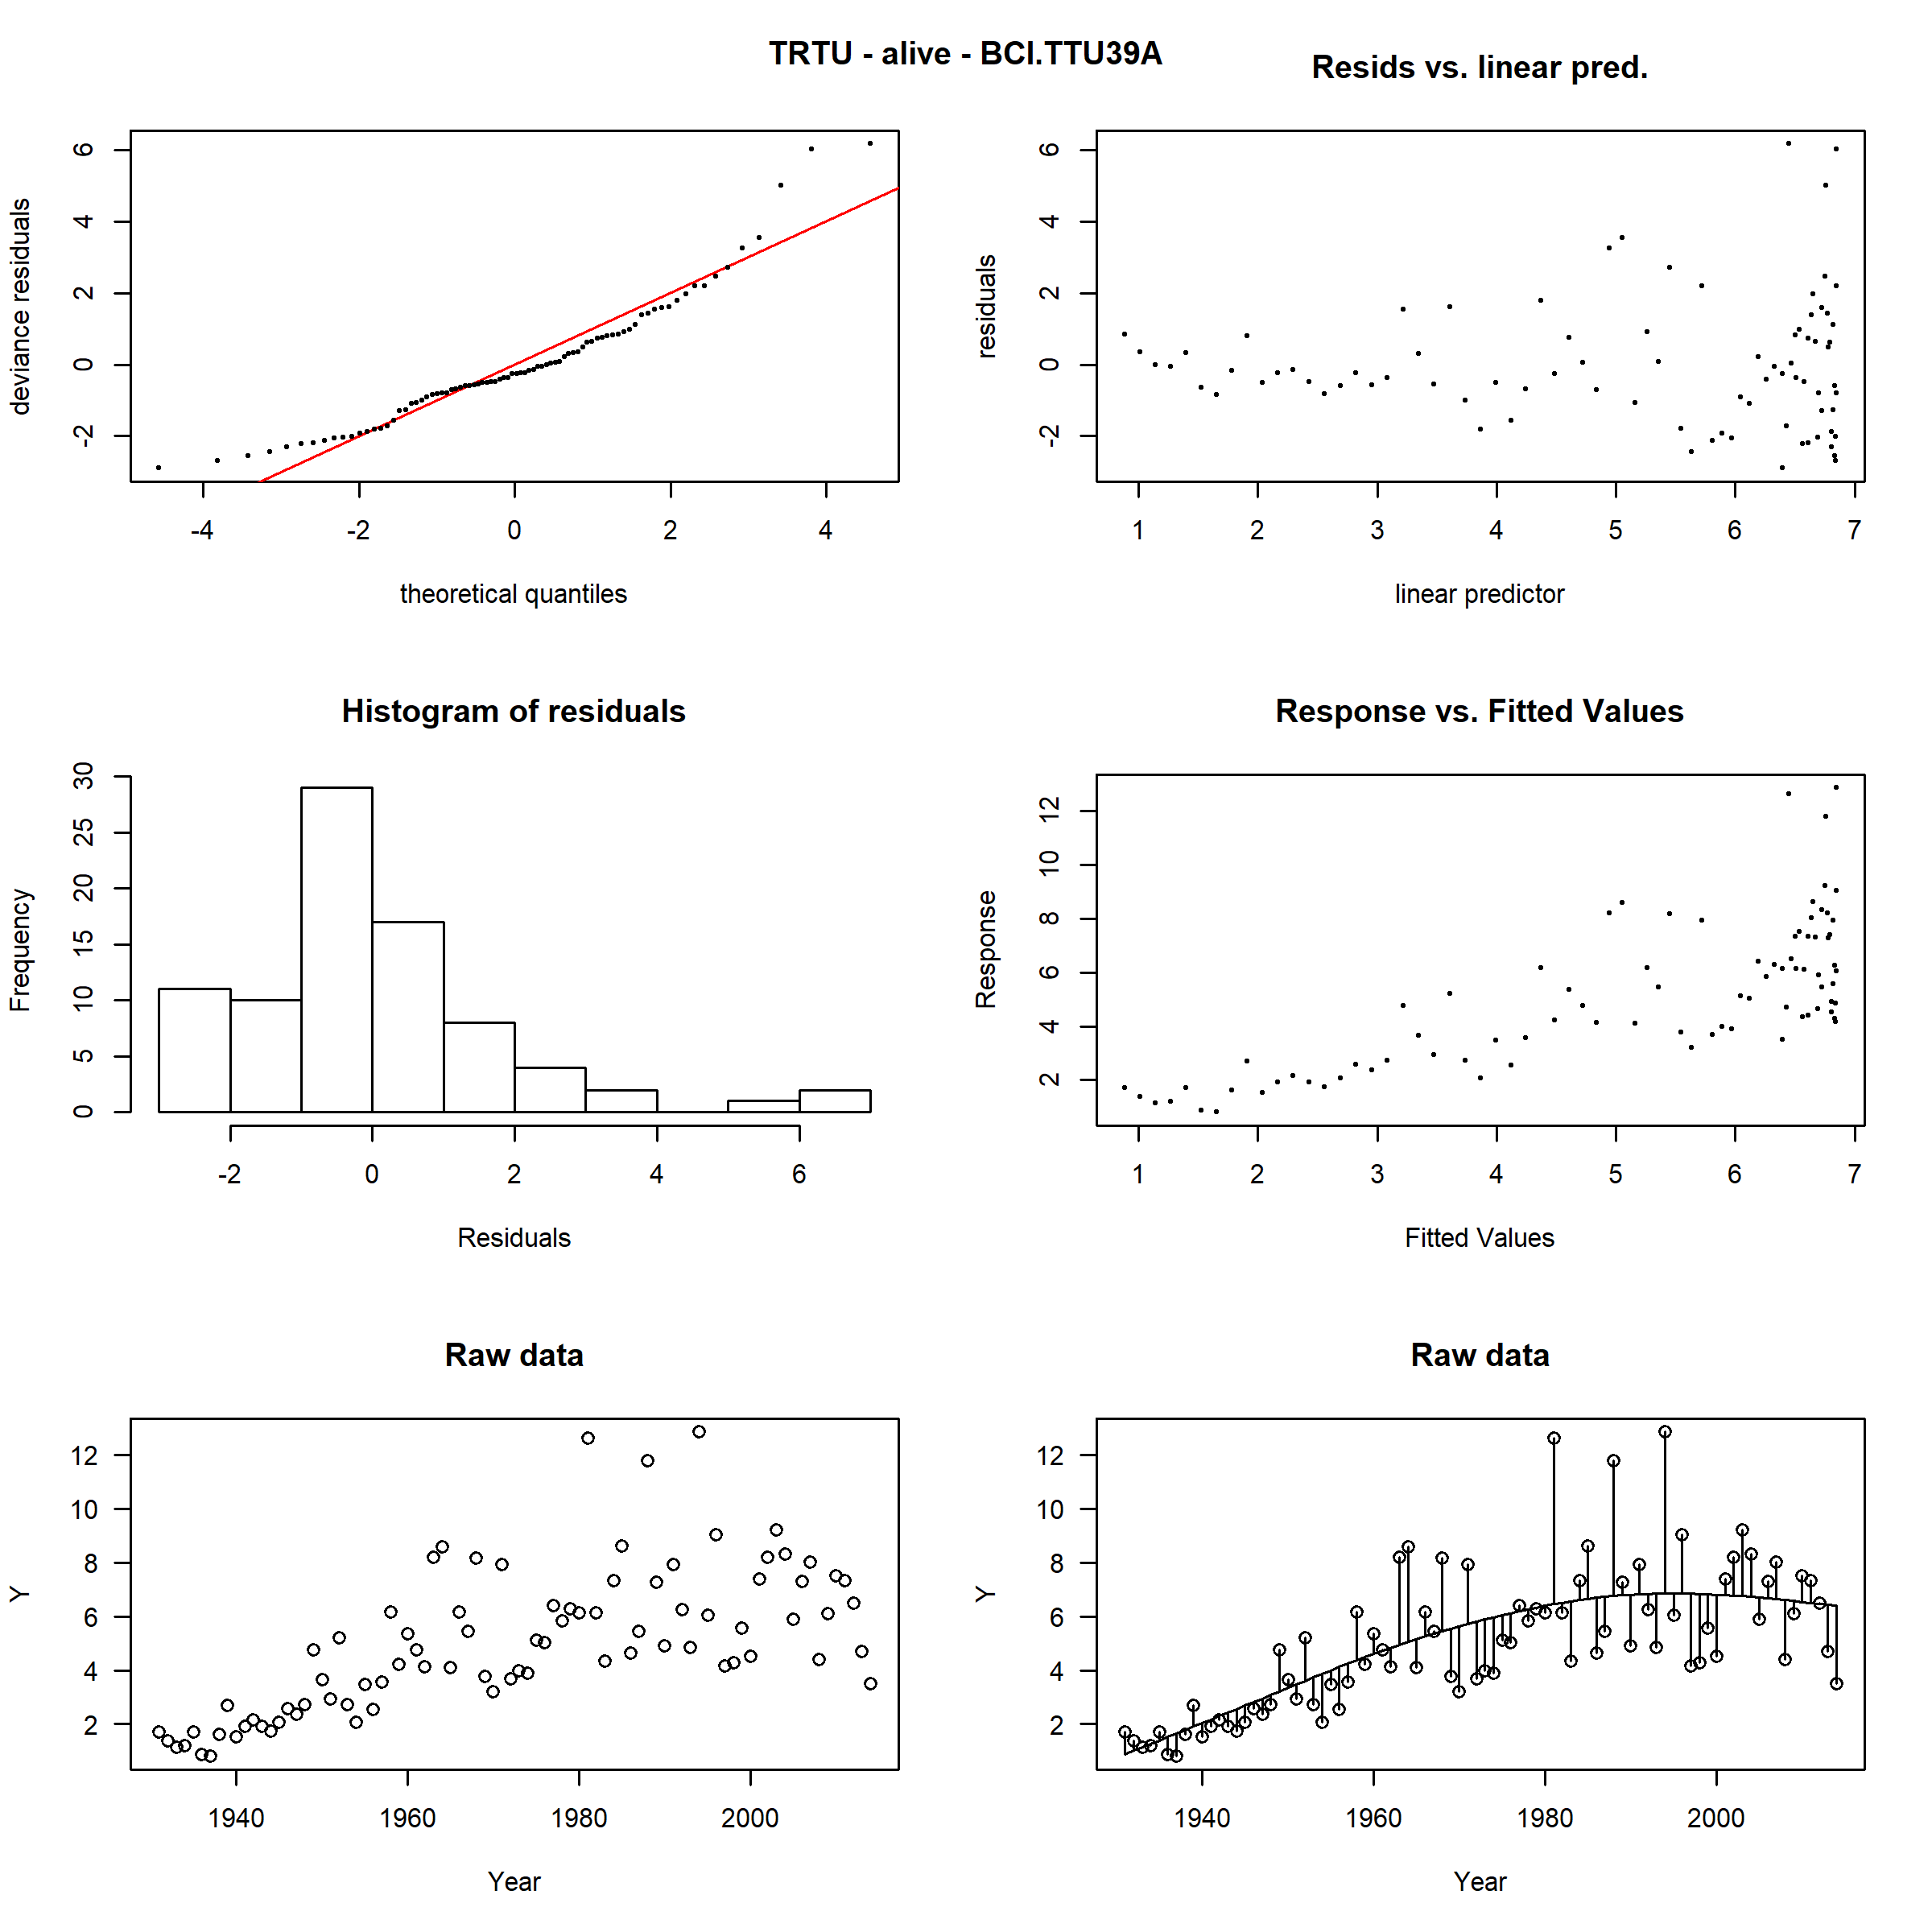 TRTU - alive - BCI.TTU39A
Resids vs. linear pred.
deviance residuals
6
4
2
0
-2
-4 -2 0 2 4
theoretical quantiles
residuals
6
4
2
0
-2
1 2 3 4 5 6 7
linear predictor
Histogram of residuals
Frequency
30
25
20
15
10
5
0
-2 0 2 4 6
Residuals
Response vs. Fitted Values
Response
12
10
8
6
4
2
1 2 3 4 5 6 7
Fitted Values
Raw data
Y
12
10
8
6
4
2
1940 1960 1980 2000
Year
Raw data
Y
12
10
8
6
4
2
1940 1960 1980 2000
Year